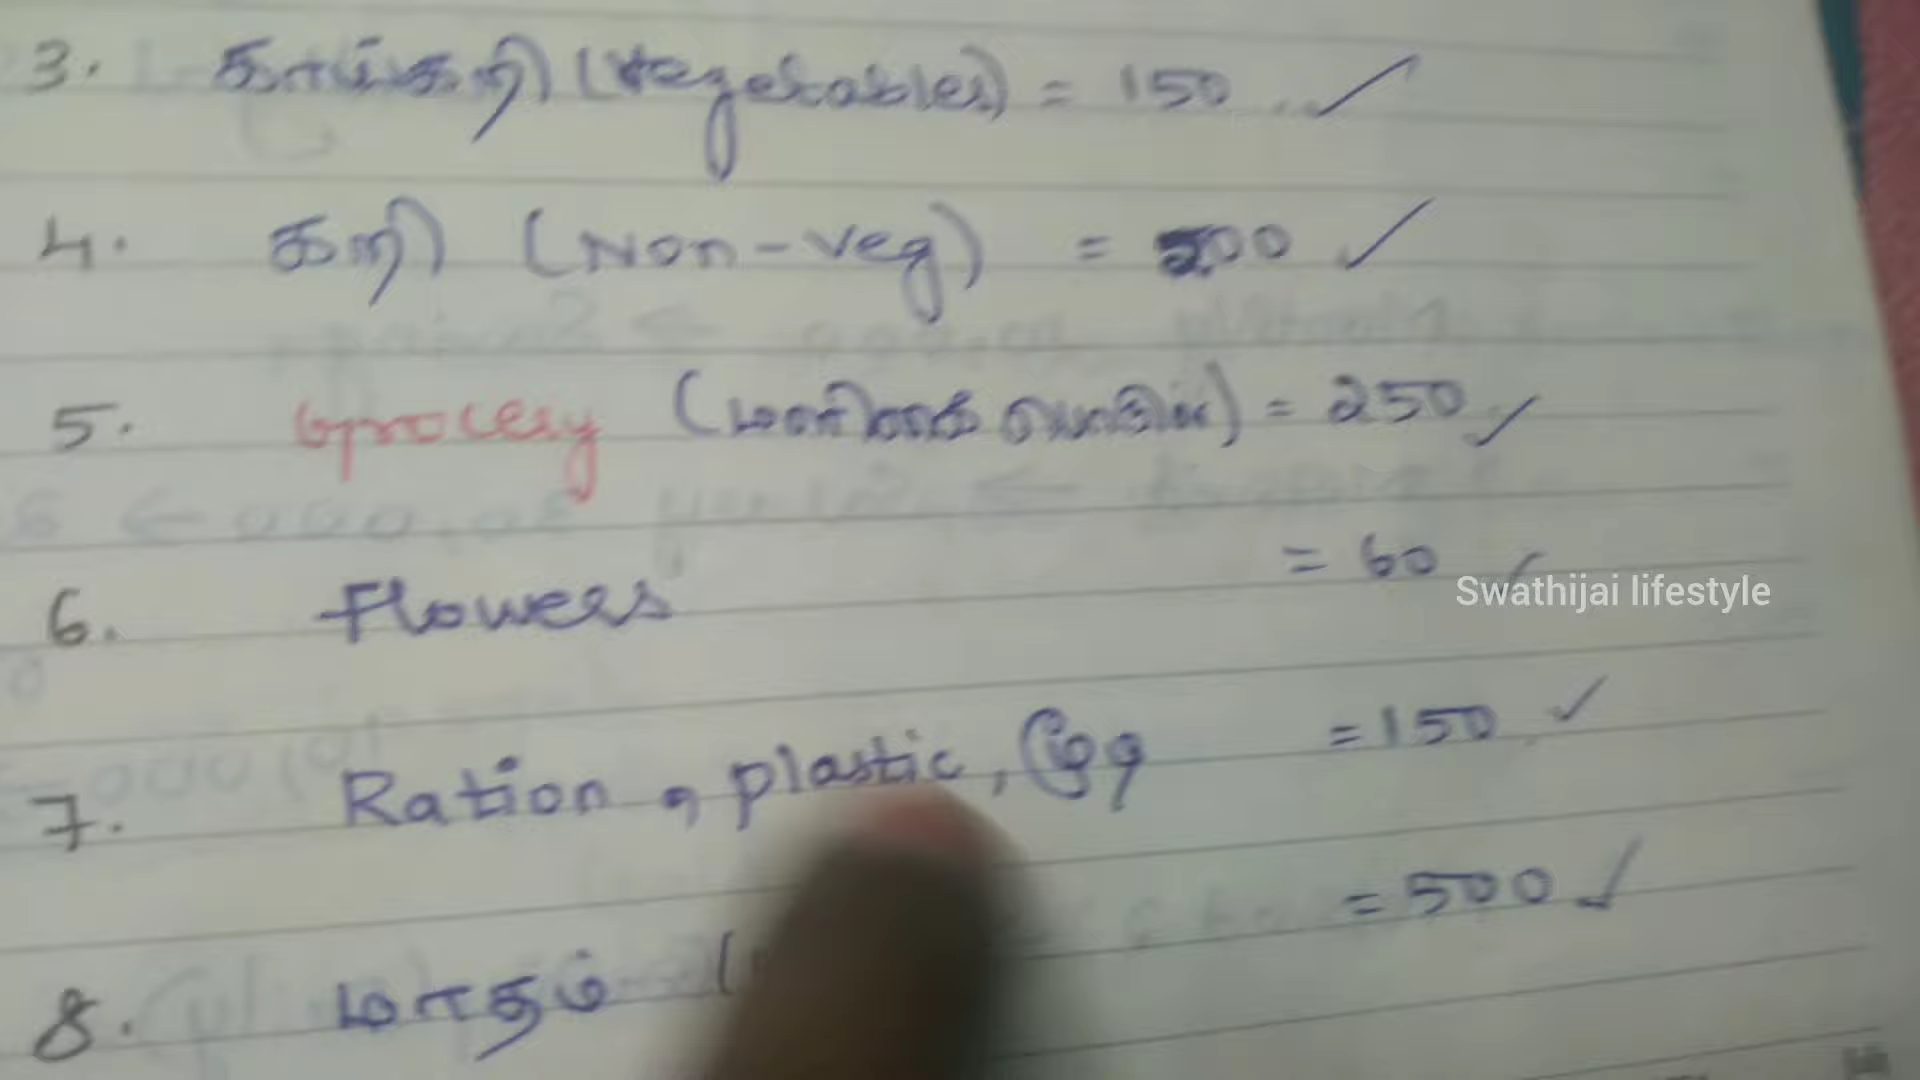 3. காய்கறி (Vegetables) = 150 ✓
4. கறி (Non-veg) = 200 ✓
5. Grocery (மளிகை பொருள்) = 250 ✓
6. Flowers = 60 ✓
Swathijai lifestyle
7. Ration, plastic, = 150 ✓
8. மாதம் ( = 500 ✓